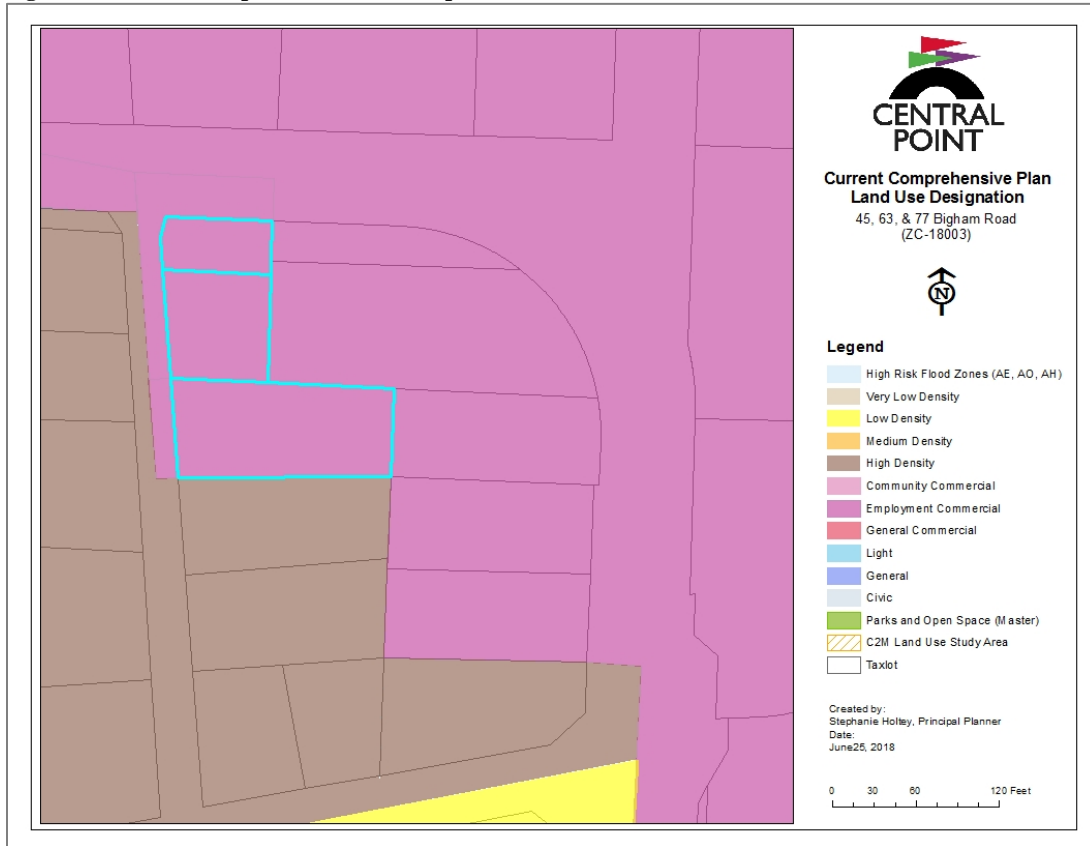 CENTRAL
POINT
Current Comprehensive Plan
Land Use Designation
45, 63, & 77 Bigham Road
(ZC-18003)
N
Legend
High Risk Flood Zones (AE, AO, AH)
Very Low Density
Low Density
Medium Density
High Density
Community Commercial
Employment Commercial
General Commercial
Light
General
Civic
Parks and Open Space (Master)
C2M Land Use Study Area
Taxlot
Created by:
Stephanie Holtey, Principal Planner
Date:
June25, 2018
0 30 60 120 Feet